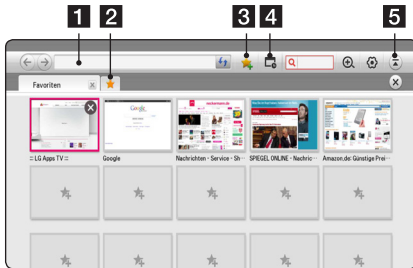 1 2 3 4 5
Favoriten
:: LG Apps TV ::
Google
Nachrichten - Service - Sh···
SPIEGEL ONLINE - Nachric···
Amazon.de: Günstige Prei···